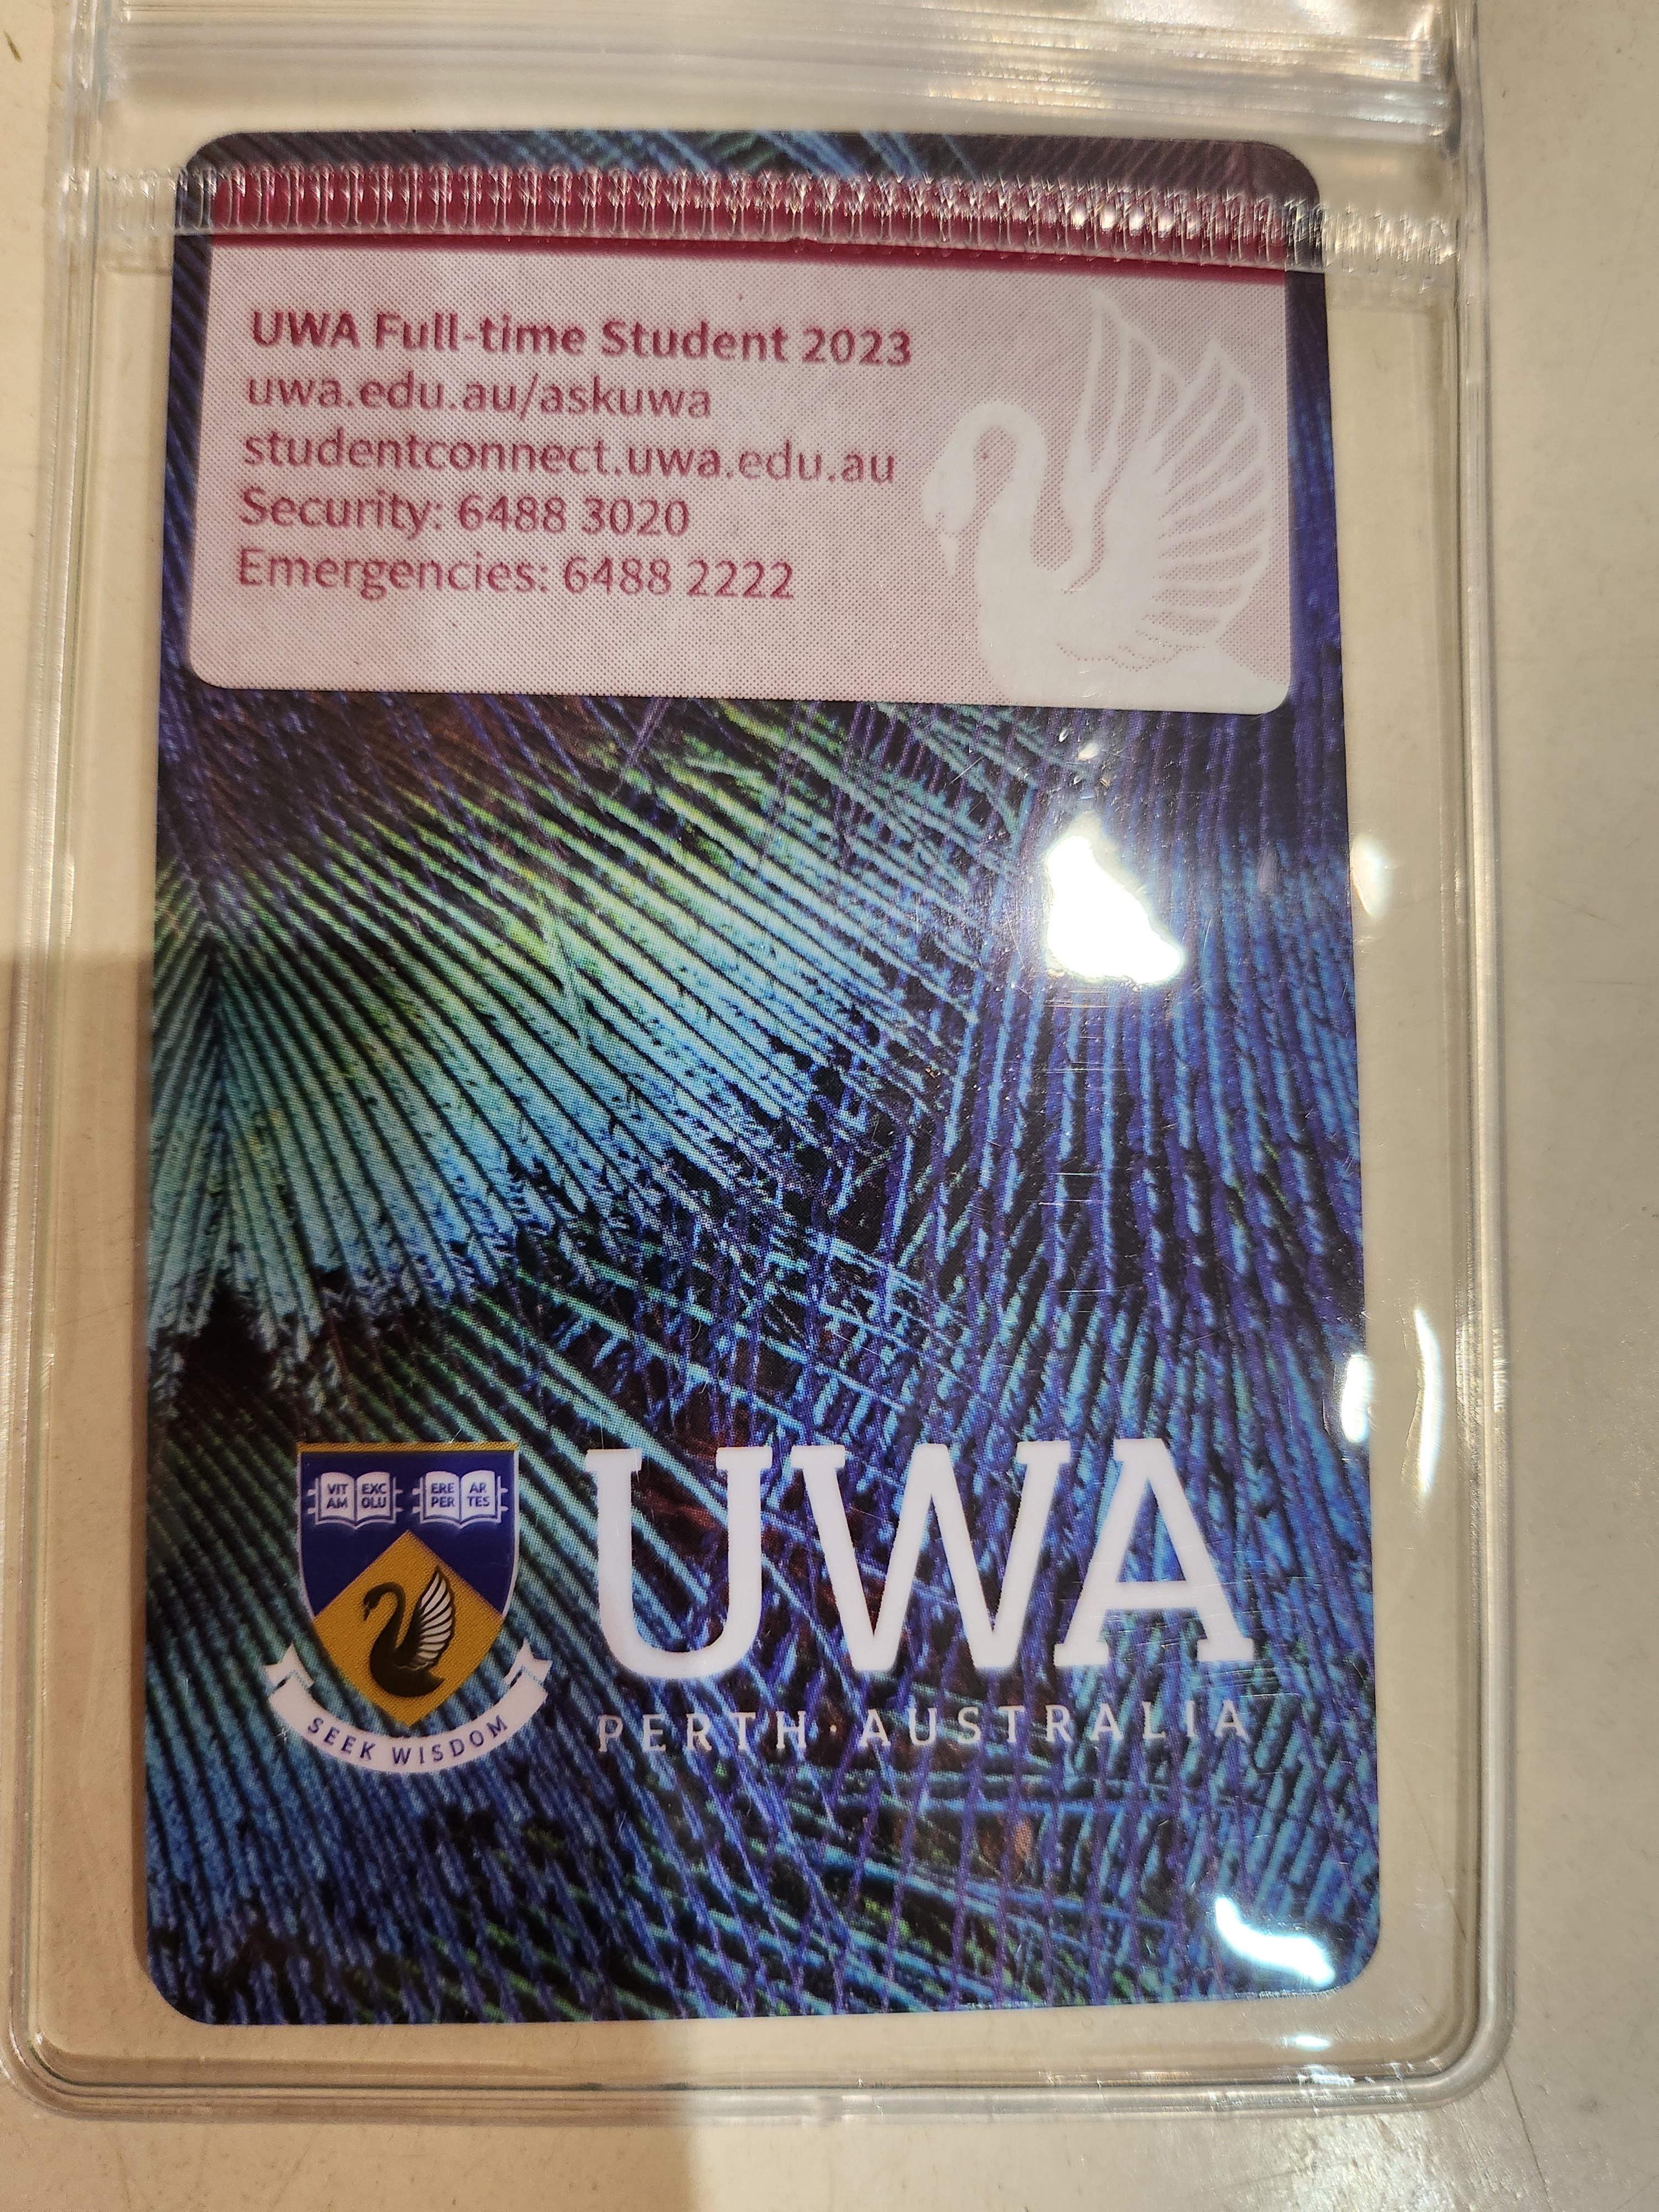 UWA Full-time Student 2023
uwa.edu.au/askuwa
studentconnect.uwa.edu.au
Security: 6488 3020
Emergencies: 6488 2222
VIT AM EXC OLU ERE PER AR TES
SEEK WISDOM
UWA
PERTH·AUSTRALIA